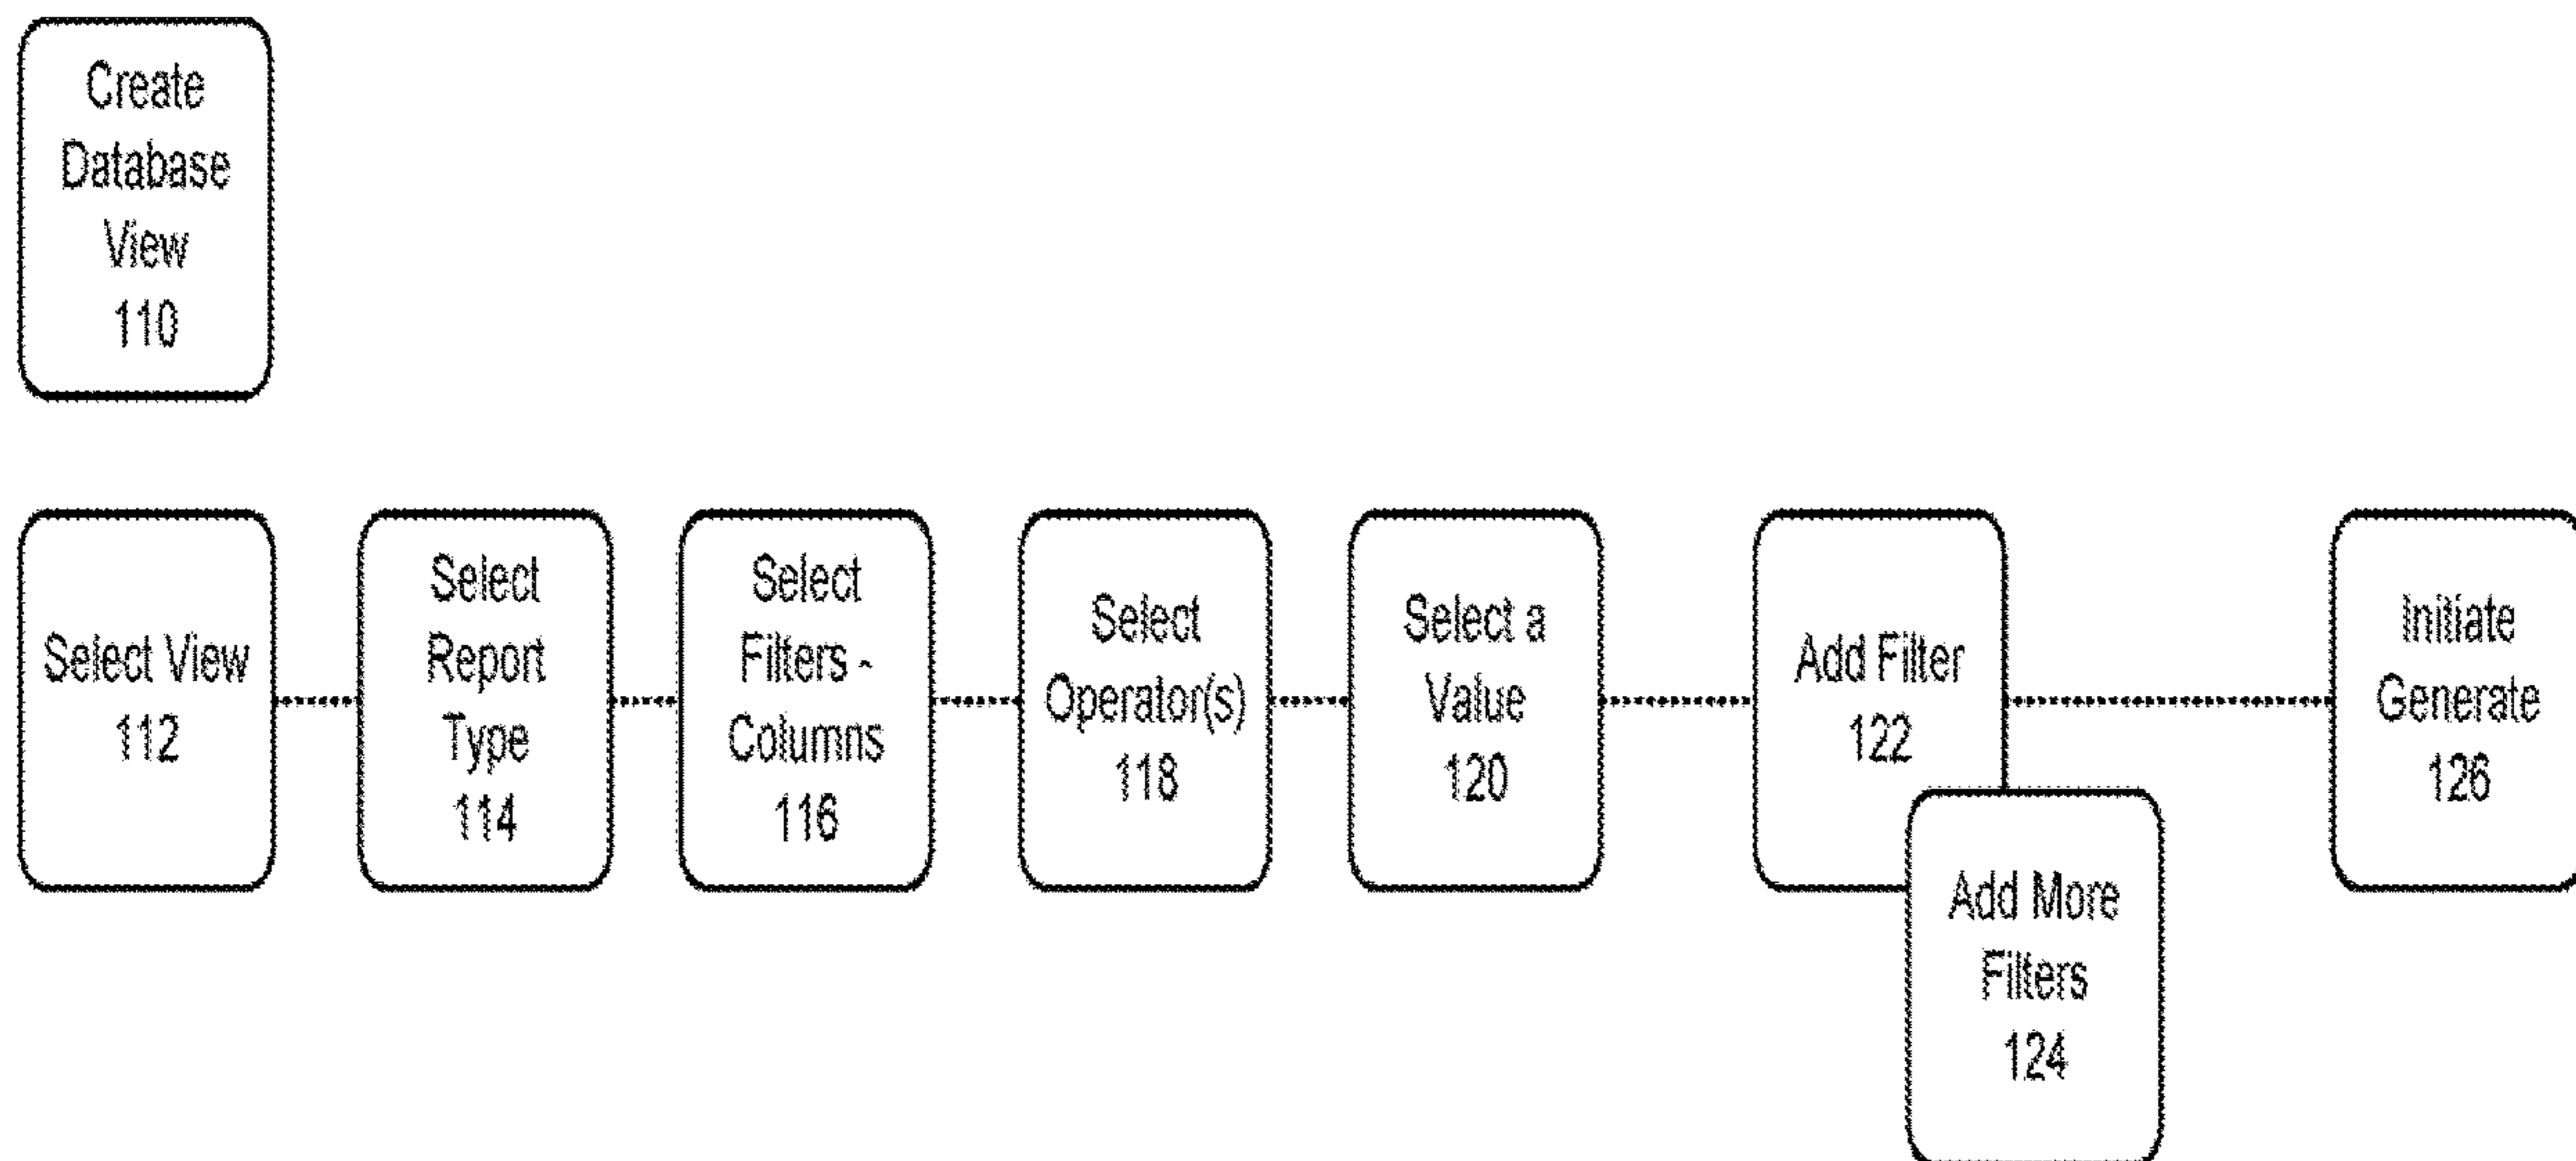 Create
Database
View
110
Select View
112
Select
Report
Type
114
Select
Filters -
Columns
116
Select
Operator(s)
118
Select a
Value
120
Add Filter
122
Add More
Filters
124
Initiate
Generate
126